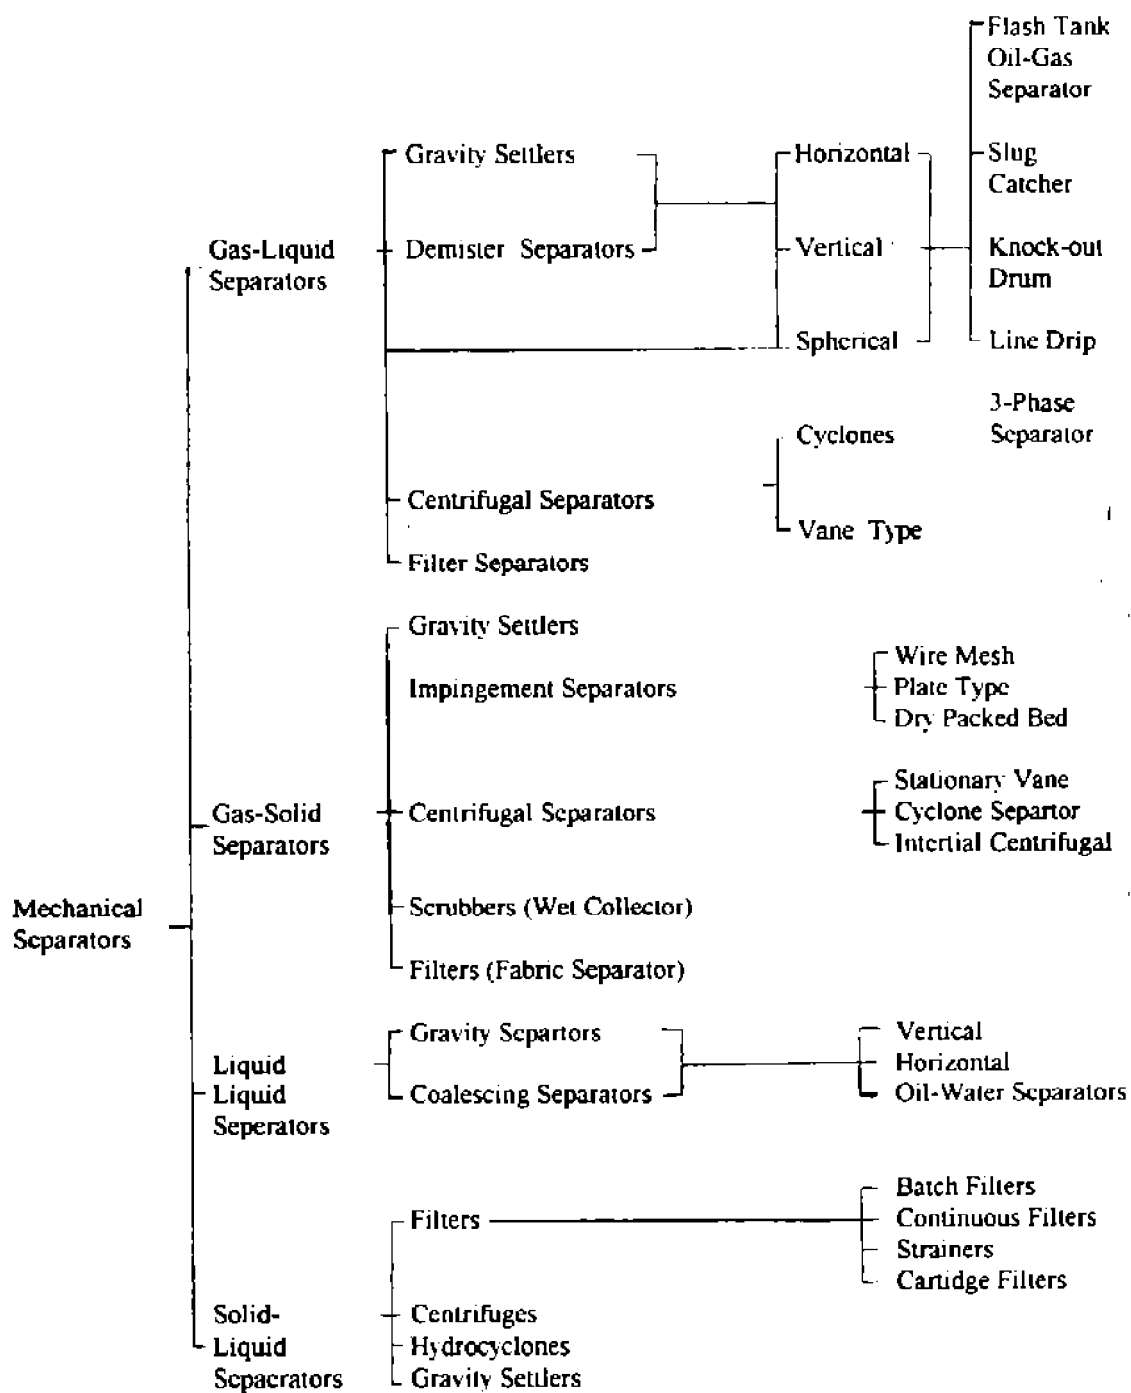 Flash Tank
Oil-Gas
Separator
Gravity Settlers
Horizontal
Slug
Catcher
Gas-Liquid
Separators
Demister Separators
Vertical
Knock-out
Drum
Spherical
Line Drip
3-Phase
Separator
Cyclones
Centrifugal Separators
Vane Type
Filter Separators
Gravity Settlers
Impingement Separators
Wire Mesh
Plate Type
Dry Packed Bed
Gas-Solid
Separators
Centrifugal Separators
Stationary Vane
Cyclone Separtor
Intertial Centrifugal
Mechanical
Separators
Scrubbers (Wet Collector)
Filters (Fabric Separator)
Liquid
Liquid
Seperators
Gravity Separtors
Coalescing Separators
Vertical
Horizontal
Oil-Water Separators
Filters
Batch Filters
Continuous Filters
Strainers
Cartidge Filters
Solid-
Liquid
Sepacrators
Centrifuges
Hydrocyclones
Gravity Settlers